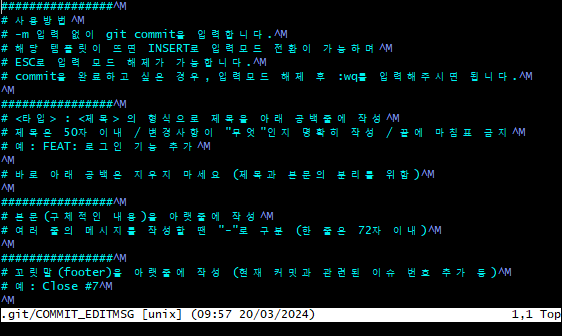 ################^M
# 사용방법^M
# -m 입력 없이 git commit을 입력합니다.^M
# 해당 템플릿이 뜨면 INSERT로 입력모드 전환이 가능하며^M
# ESC로 입력 모드 해제가 가능합니다.^M
# commit을 완료하고 싶은 경우, 입력모드 해제 후 :wq를 입력해주시면 됩니다.^M
^M
################^M
# <타입> : <제목> 의 형식으로 제목을 아래 공백줄에 작성^M
# 제목은 50자 이내 / 변경사항이 "무엇"인지 명확히 작성 / 끝에 마침표 금지^M
# 예 : FEAT: 로그인 기능 추가^M
^M
# 바로 아래 공백은 지우지 마세요 (제목과 본문의 분리를 위함)^M
^M
################^M
# 본문(구체적인 내용)을 아랫줄에 작성^M
# 여러 줄의 메시지를 작성할 땐 "-"로 구분 (한 줄은 72자 이내)^M
^M
################^M
# 꼬릿말(footer)을 아랫줄에 작성 (현재 커밋과 관련된 이슈 번호 추가 등)^M
# 예 : Close #7^M
^M
.git/COMMIT_EDITMSG [unix] (09:57 20/03/2024) 1,1 Top